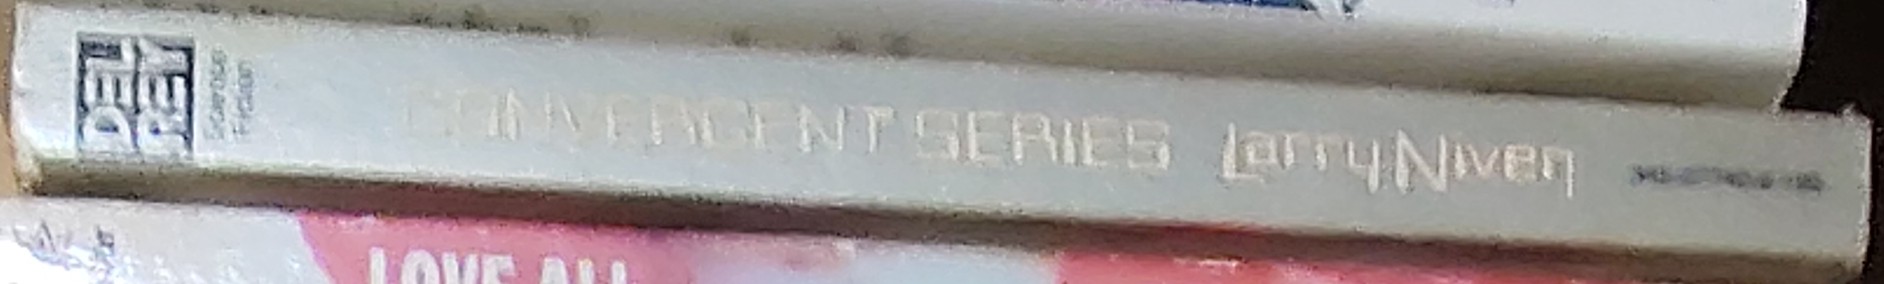 DEL REY
Science Fiction
CONVERGENT SERIES Larry Niven
LOVE ALL